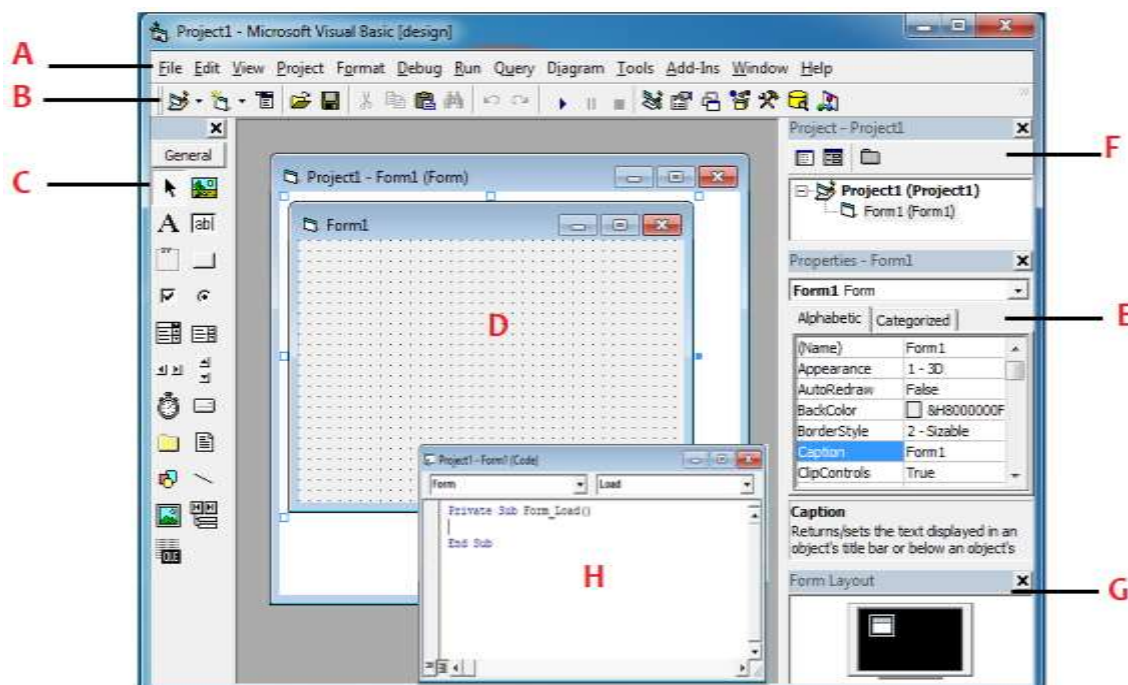 Project1 - Microsoft Visual Basic [design]
A
File Edit View Project Format Debug Run Query Diagram Tools Add-Ins Window Help
B
General
C
A
ab|
OLE
Project1 - Form1 (Form)
Form1
D
Project1 - Form1 (Code)
Form
Load
Private Sub Form_Load()
End Sub
H
Project - Project1
F
Project1 (Project1)
Form1 (Form1)
Properties - Form1
Form1 Form
E
Alphabetic Categorized
(Name) Form1
Appearance 1 - 3D
AutoRedraw False
BackColor &H8000000F
BorderStyle 2 - Sizable
Caption Form1
ClipControls True
Caption
Returns/sets the text displayed in an
object's title bar or below an object's
Form Layout
G